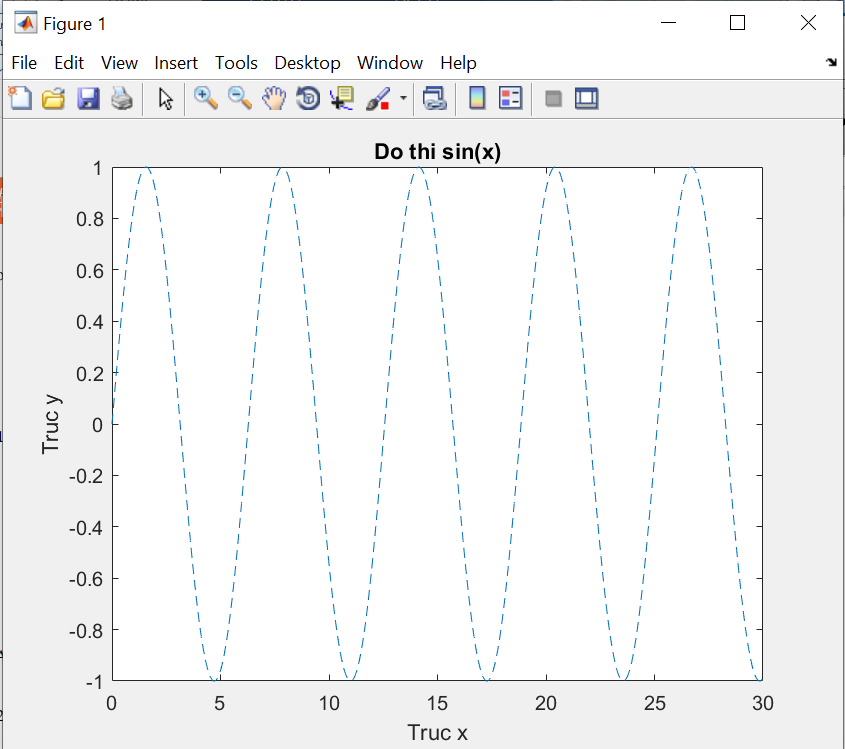 Figure 1
File Edit View Insert Tools Desktop Window Help
Do thi sin(x)
1
0.8
0.6
0.4
0.2
0
-0.2
-0.4
-0.6
-0.8
-1
Truc y
0 5 10 15 20 25 30
Truc x